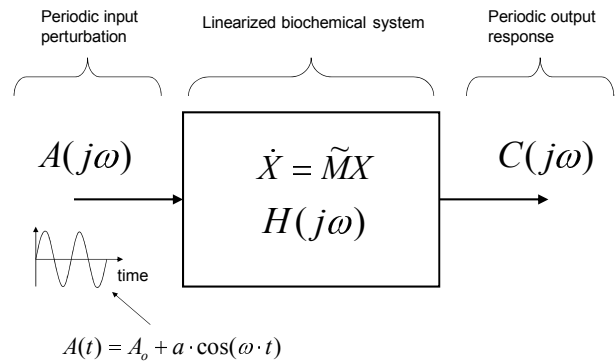 Periodic input
perturbation
Linearized biochemical system
Periodic output
response
A(jω)
Ẋ = M̃X
H(jω)
C(jω)
time
A(t) = A_o + a · cos(ω · t)